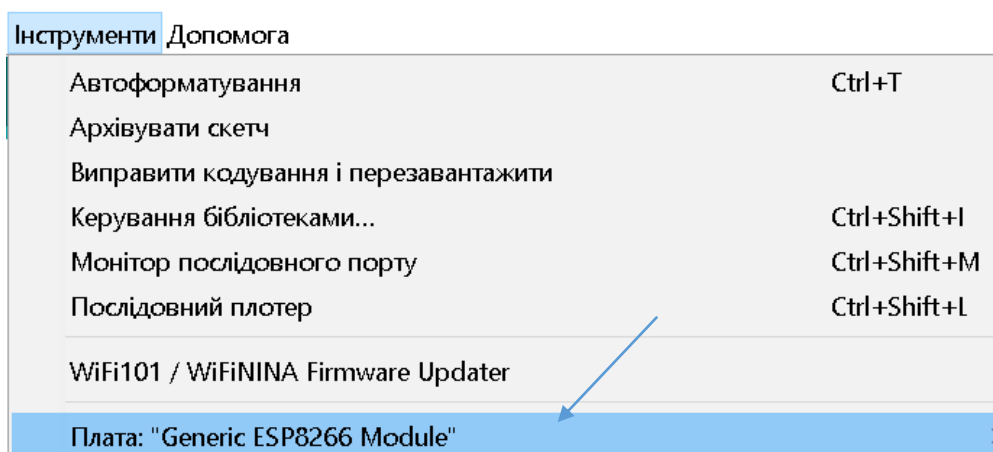 Інструменти Допомога
Автоформатування Ctrl+T
Архівувати скетч
Виправити кодування і перезавантажити
Керування бібліотеками... Ctrl+Shift+I
Монітор послідовного порту Ctrl+Shift+M
Послідовний плотер Ctrl+Shift+L
WiFi101 / WiFiNINA Firmware Updater
Плата: "Generic ESP8266 Module"